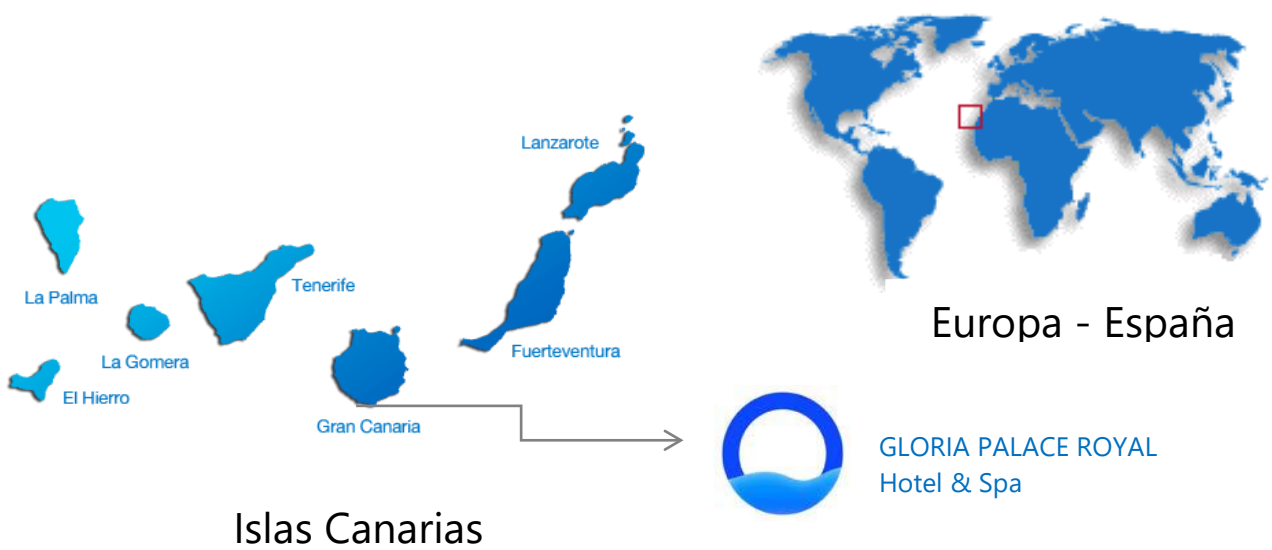 Lanzarote
La Palma
Tenerife
La Gomera
Fuerteventura
El Hierro
Gran Canaria
Islas Canarias
Europa - España
GLORIA PALACE ROYAL
Hotel & Spa